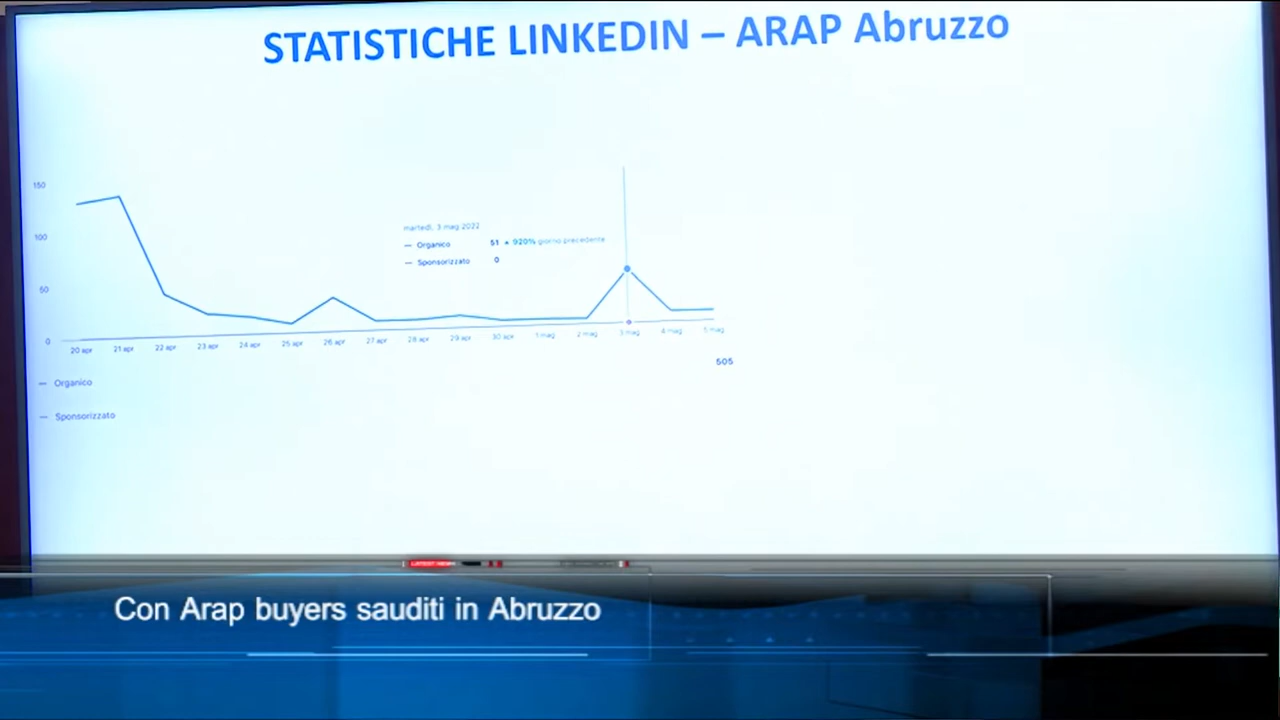 STATISTICHE LINKEDIN – ARAP Abruzzo
150
100
50
0
martedì, 3 mag 2022
— Organico 51 ▲ 920% giorno precedente
— Sponsorizzato 0
20 apr 21 apr 22 apr 23 apr 24 apr 25 apr 26 apr 27 apr 28 apr 29 apr 30 apr 1 mag 2 mag 3 mag 4 mag 5 mag
505
— Organico
— Sponsorizzato
LATEST NEWS
Con Arap buyers sauditi in Abruzzo